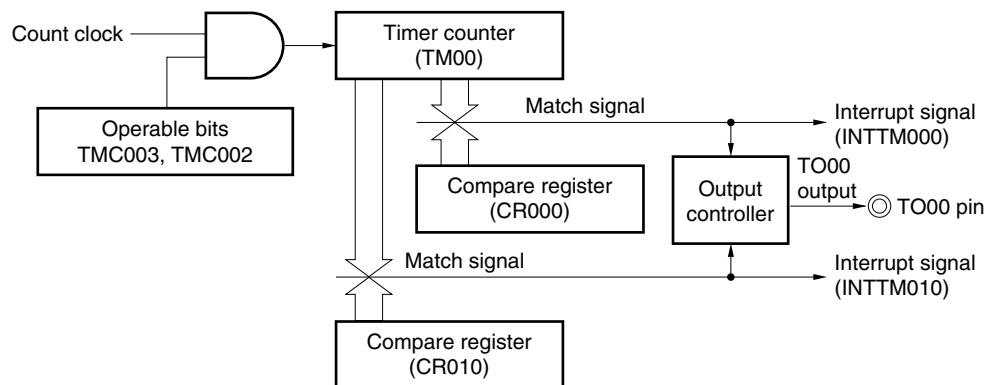 Count clock
Timer counter
(TM00)
Operable bits
TMC003, TMC002
Match signal
Interrupt signal
(INTTM000)
Compare register
(CR000)
Output
controller
TO00
output
TO00 pin
Match signal
Interrupt signal
(INTTM010)
Compare register
(CR010)